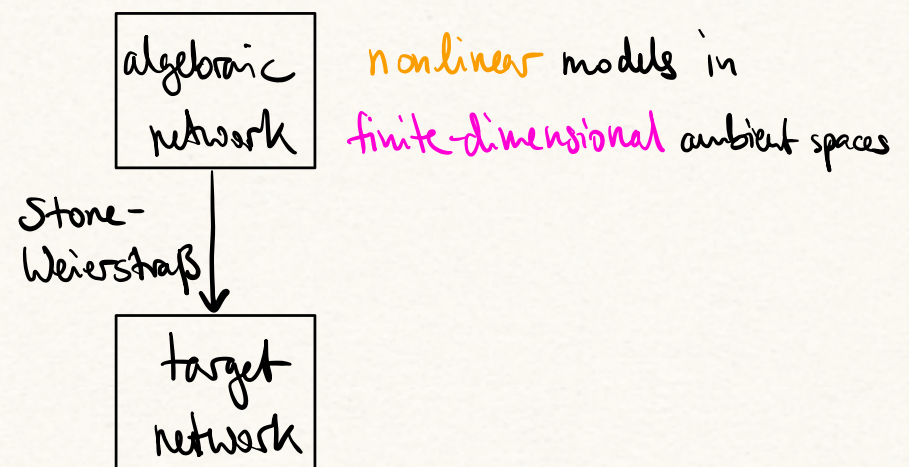 algebraic
network
nonlinear models in
finite-dimensional ambient spaces
Stone-
Weierstraß
target
network